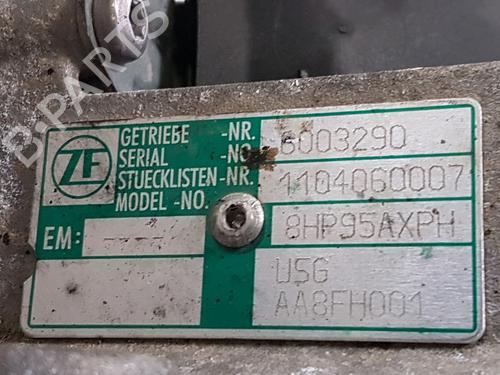 B-PARTS
ZF
GETRIEBE -NR. 6003290
SERIAL -NO.
STUECKLISTEN-NR. 1104060007
MODEL -NO.
8HP95AXPH
EM: ----
USG
AA8FH001